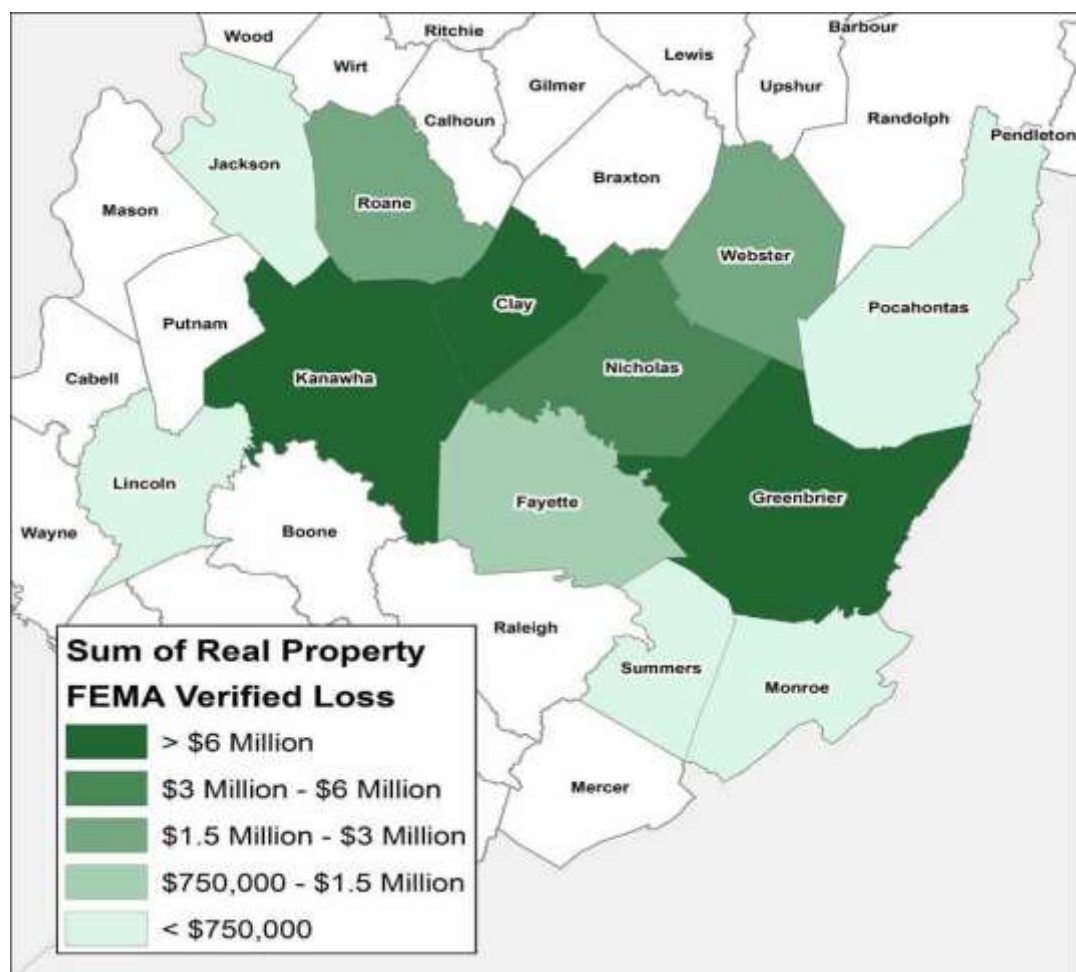 Wood
Ritchie
Barbour
Lewis
Wirt
Gilmer
Upshur
Calhoun
Randolph
Pendleton
Jackson
Braxton
Roane
Mason
Webster
Clay
Pocahontas
Putnam
Nicholas
Cabell
Kanawha
Lincoln
Greenbrier
Fayette
Wayne
Boone
Raleigh
Summers
Monroe
Mercer
Sum of Real Property
FEMA Verified Loss
> $6 Million
$3 Million - $6 Million
$1.5 Million - $3 Million
$750,000 - $1.5 Million
< $750,000